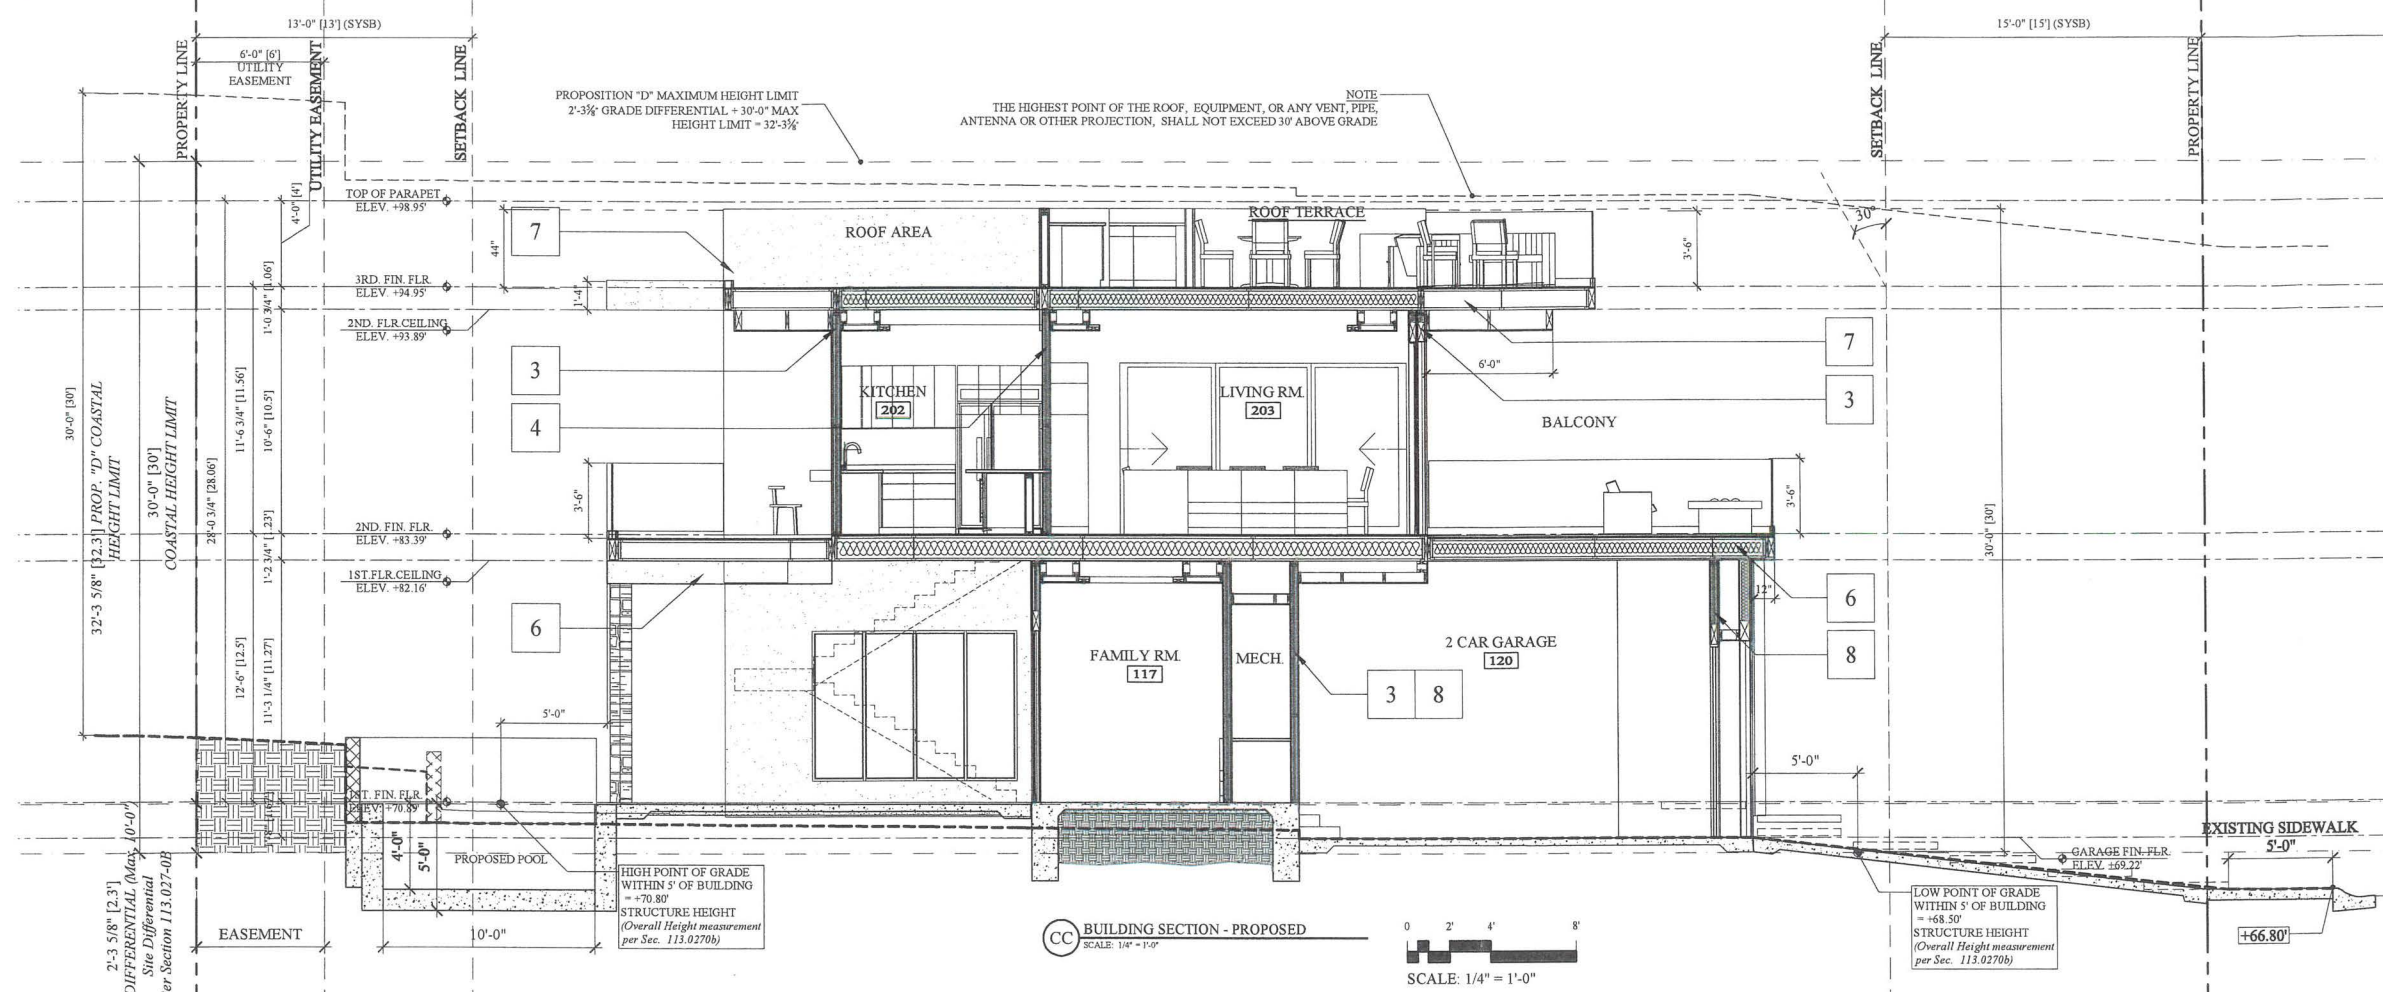 13'-0" [13'] (SYSB)
15'-0" [15'] (SYSB)
6'-0" [6']
UTILITY
EASEMENT
PROPERTY LINE
UTILITY EASEMENT
SETBACK LINE
SETBACK LINE
PROPERTY LINE
PROPOSITION "D" MAXIMUM HEIGHT LIMIT
2'-3⅝" GRADE DIFFERENTIAL + 30'-0" MAX
HEIGHT LIMIT = 32'-3⅝"
NOTE
THE HIGHEST POINT OF THE ROOF, EQUIPMENT, OR ANY VENT, PIPE,
ANTENNA OR OTHER PROJECTION, SHALL NOT EXCEED 30' ABOVE GRADE
TOP OF PARAPET
ELEV. +98.95'
4'-0" [4']
7
ROOF AREA
ROOF TERRACE
30°
44"
3'-6"
3RD. FIN. FLR.
ELEV. +94.95'
1'-0 3/4" [1.06']
1'-4"
2ND. FLR.CEILING
ELEV. +93.89'
7
3
6'-0"
KITCHEN
202
LIVING RM.
203
3
4
BALCONY
30'-0" [30']
32'-3 5/8" [32.3'] PROP. "D" COASTAL
HEIGHT LIMIT
30'-0" [30']
COASTAL HEIGHT LIMIT
28'-0 3/4" [28.06']
11'-6 3/4" [11.56']
10'-6" [10.5']
3'-6"
3'-6"
30'-0" [30']
2ND. FIN. FLR.
ELEV. +83.39'
1'-2 3/4" [1.23']
1ST.FLR.CEILING
ELEV. +82.16'
6
6
12"
12'-6" [12.5']
11'-3 1/4" [11.27']
FAMILY RM.
117
MECH.
2 CAR GARAGE
120
8
3
8
5'-0"
5'-0"
1ST. FIN. FLR.
ELEV. +70.89'
4'-0"
5'-0"
PROPOSED POOL
EXISTING SIDEWALK
5'-0"
GARAGE FIN. FLR.
ELEV. +69.22'
HIGH POINT OF GRADE
WITHIN 5' OF BUILDING
= +70.80'
STRUCTURE HEIGHT
(Overall Height measurement
per Sec. 113.0270b)
LOW POINT OF GRADE
WITHIN 5' OF BUILDING
= +68.50'
STRUCTURE HEIGHT
(Overall Height measurement
per Sec. 113.0270b)
+66.80'
2'-3 5/8" [2.3']
DIFFERENTIAL (Max. 10'-0")
Site Differential
per Section 113.027-0B
EASEMENT
10'-0"
CC
BUILDING SECTION - PROPOSED
SCALE: 1/4" = 1'-0"
0 2' 4' 8'
SCALE: 1/4" = 1'-0"